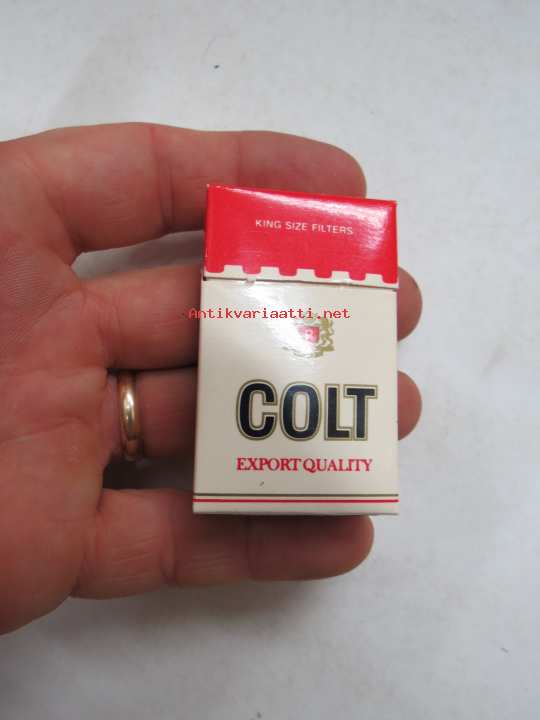 KING SIZE FILTERS
Antikvariaatti.net
COLT
EXPORT QUALITY